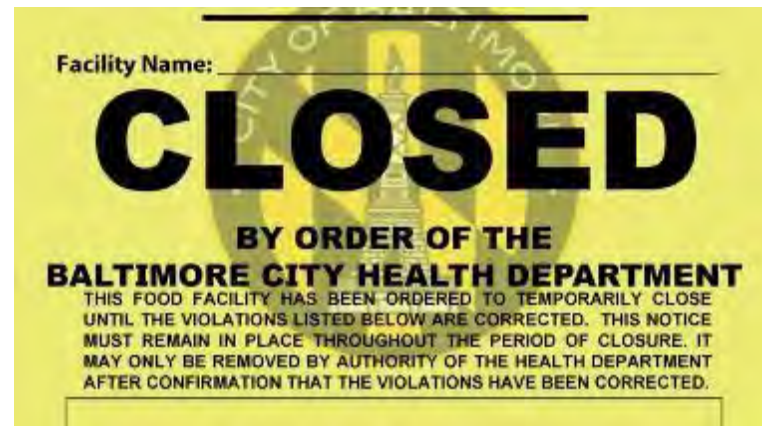 CITY OF BALTIMO
Facility Name:
CLOSED
BY ORDER OF THE
BALTIMORE CITY HEALTH DEPARTMENT
THIS FOOD FACILITY HAS BEEN ORDERED TO TEMPORARILY CLOSE
UNTIL THE VIOLATIONS LISTED BELOW ARE CORRECTED. THIS NOTICE
MUST REMAIN IN PLACE THROUGHOUT THE PERIOD OF CLOSURE. IT
MAY ONLY BE REMOVED BY AUTHORITY OF THE HEALTH DEPARTMENT
AFTER CONFIRMATION THAT THE VIOLATIONS HAVE BEEN CORRECTED.